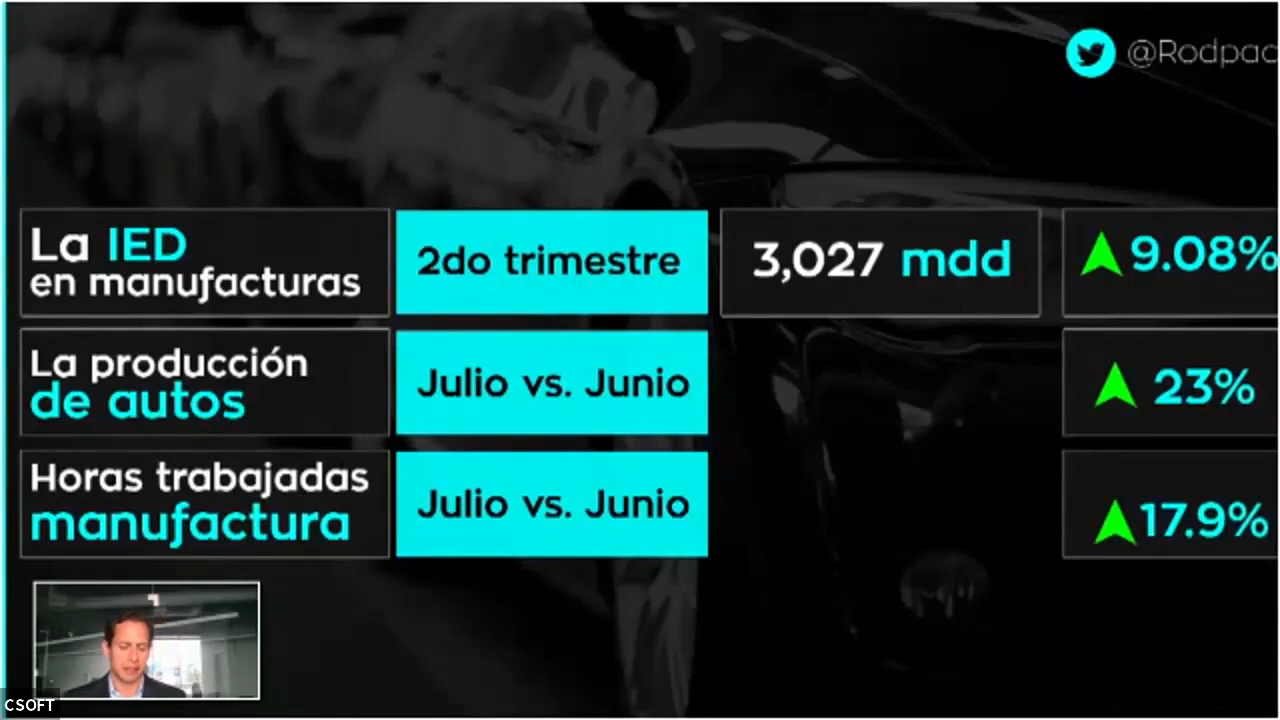 @Rodpac
La IED
en manufacturas
2do trimestre
3,027 mdd
9.08%
La producción
de autos
Julio vs. Junio
23%
Horas trabajadas
manufactura
Julio vs. Junio
17.9%
CSOFT